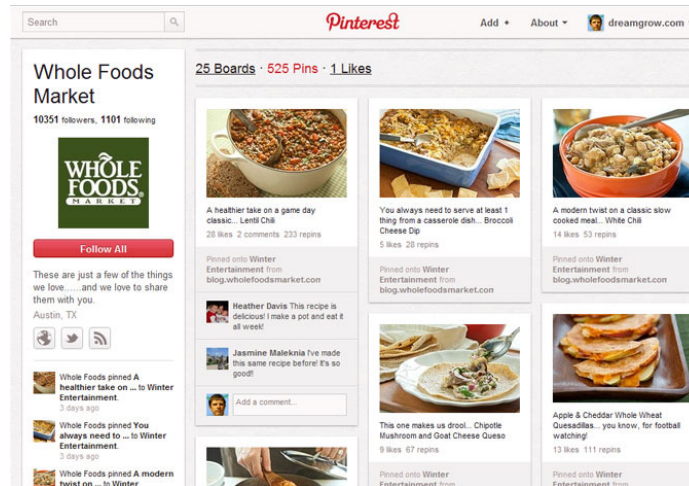 Search
Pinterest
Add +
About
dreamgrow.com
Whole Foods
Market
10351 followers, 1101 following
WHOLE
FOODS
MARKET
Follow All
These are just a few of the things
we love......and we love to share
them with you.
Austin, TX
Whole Foods pinned A
healthier take on ... to Winter
Entertainment.
3 days ago
Whole Foods pinned You
always need to ... to Winter
Entertainment.
3 days ago
Whole Foods pinned A modern
twist on ... to Winter
25 Boards · 525 Pins · 1 Likes
A healthier take on a game day
classic... Lentil Chili
28 likes 2 comments 233 repins
Pinned onto Winter
Entertainment from
blog.wholefoodsmarket.con
Heather Davis This recipe is
delicious! I make a pot and eat it
all week!
Jasmine Maleknia I've made
this same recipe before! It's so
good!!
Add a comment...
You always need to serve at least 1
thing from a casserole dish... Broccoli
Cheese Dip
5 likes 28 repins
Pinned onto Winter
Entertainment from
blog.wholefoodsmarket.con
This one makes us drool... Chipotle
Mushroom and Goat Cheese Queso
9 likes 67 repins
Pinned onto Winter
Entertainment from
A modern twist on a classic slow
cooked meal... White Chili
14 likes 53 repins
Pinned onto Winter
Entertainment from
blog.wholefoodsmarket.con
Apple & Cheddar Whole Wheat
Quesadillas... you know, for football
watching!
13 likes 111 repins
Pinned onto Winter
Entertainment from